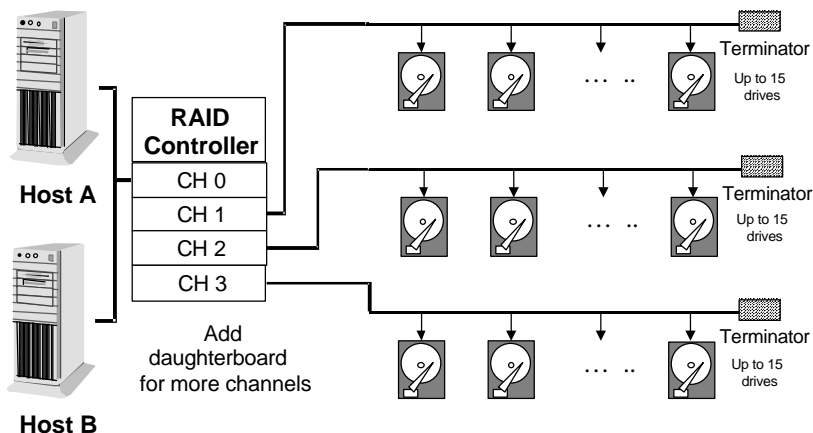 Host A
Host B
RAID
Controller
CH 0
CH 1
CH 2
CH 3
Add
daughterboard
for more channels
... ..
Terminator
Up to 15
drives
... ..
Terminator
Up to 15
drives
... ..
Terminator
Up to 15
drives